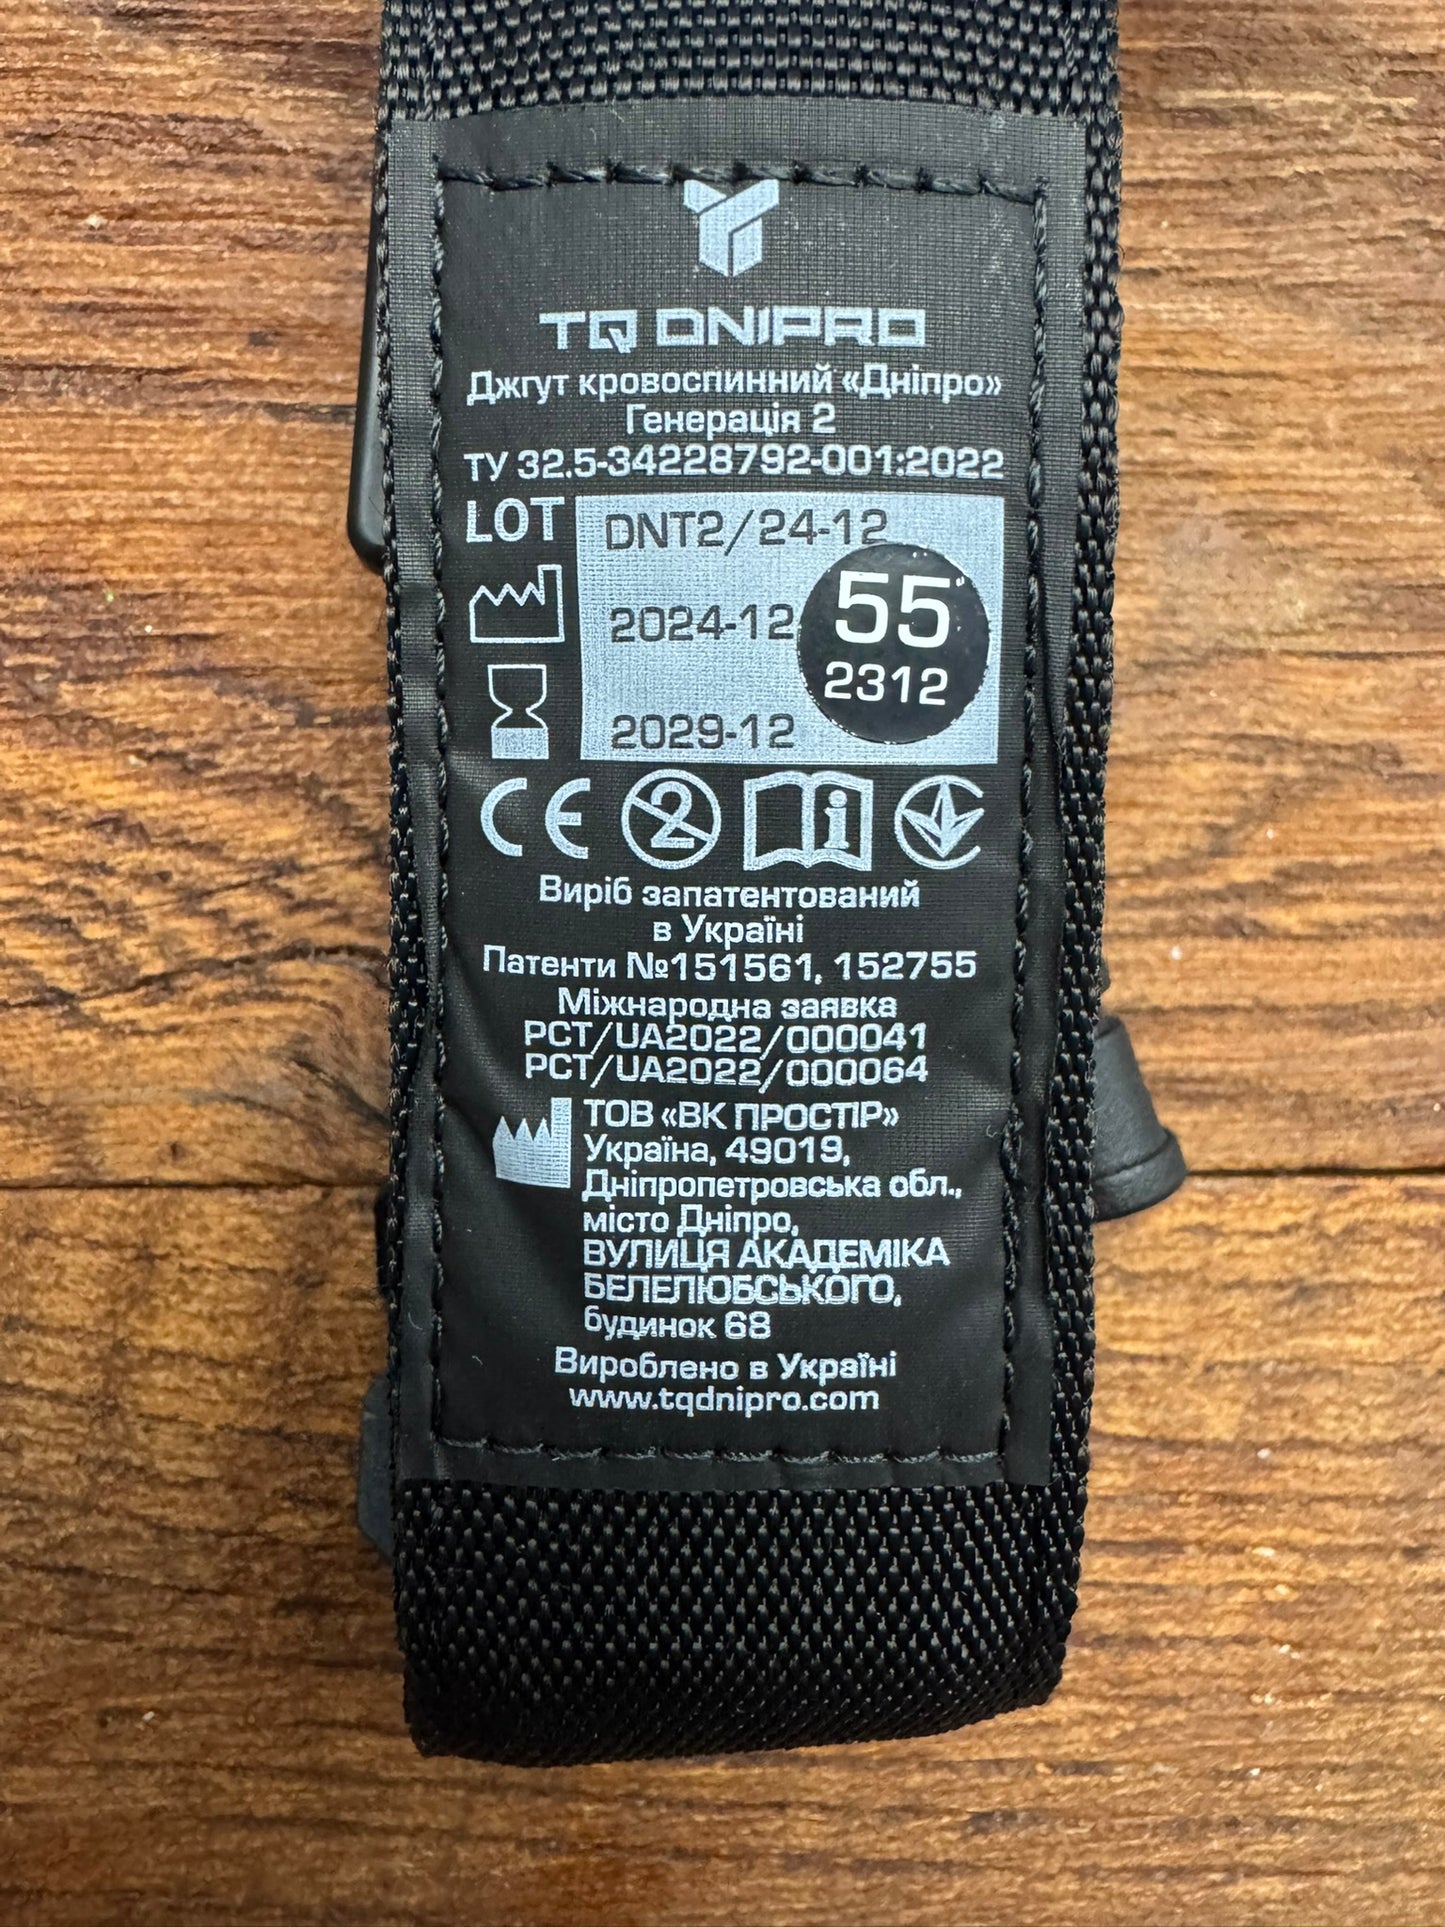 TQ DNIPRO
Джгут кровоспинний «Дніпро»
Генерація 2
ТУ 32.5-34228792-001:2022
LOT DNT2/24-12
2024-12
55
2312
2029-12
CE 2 i
Виріб запатентований
в Україні
Патенти №151561, 152755
Міжнародна заявка
PCT/UA2022/000041
PCT/UA2022/000064
ТОВ «ВК ПРОСТІР»
Україна, 49019,
Дніпропетровська обл.,
місто Дніпро,
ВУЛИЦЯ АКАДЕМІКА
БЕЛЕЛЮБСЬКОГО,
будинок 68
Вироблено в Україні
www.tqdnipro.com